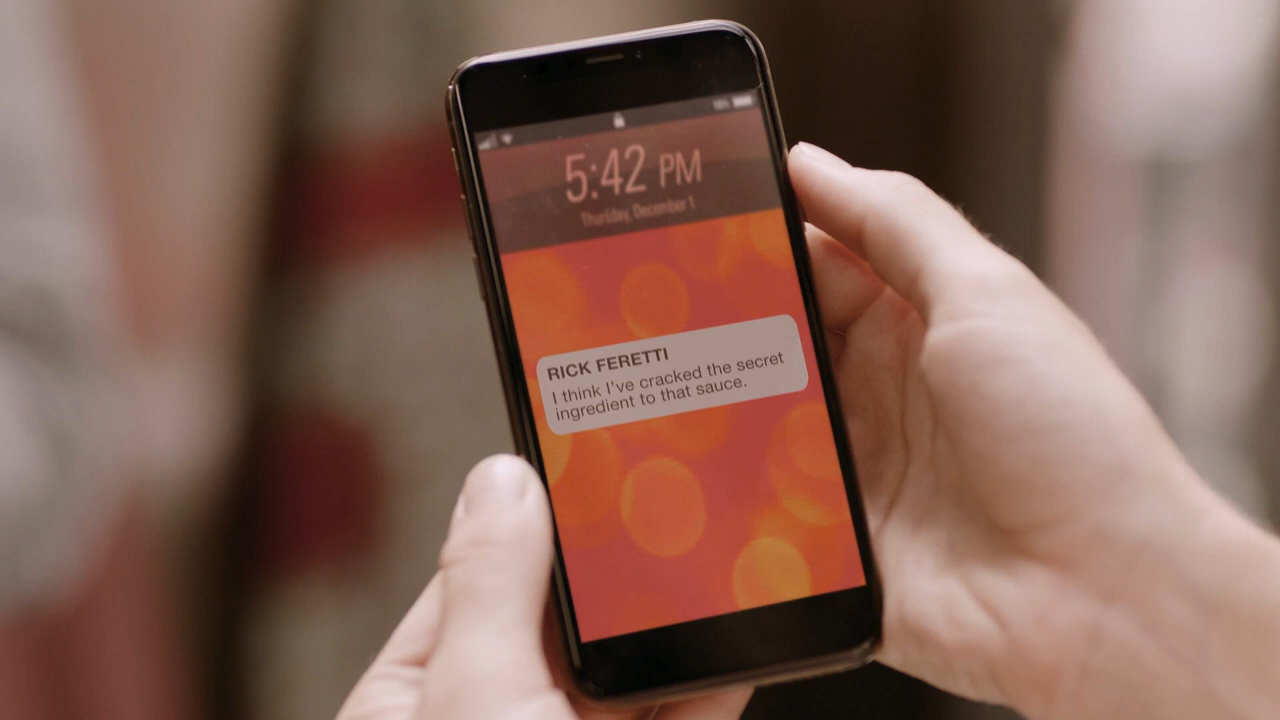 5:42 PM
Thursday, December 1
RICK FERETTI
I think I've cracked the secret
ingredient to that sauce.